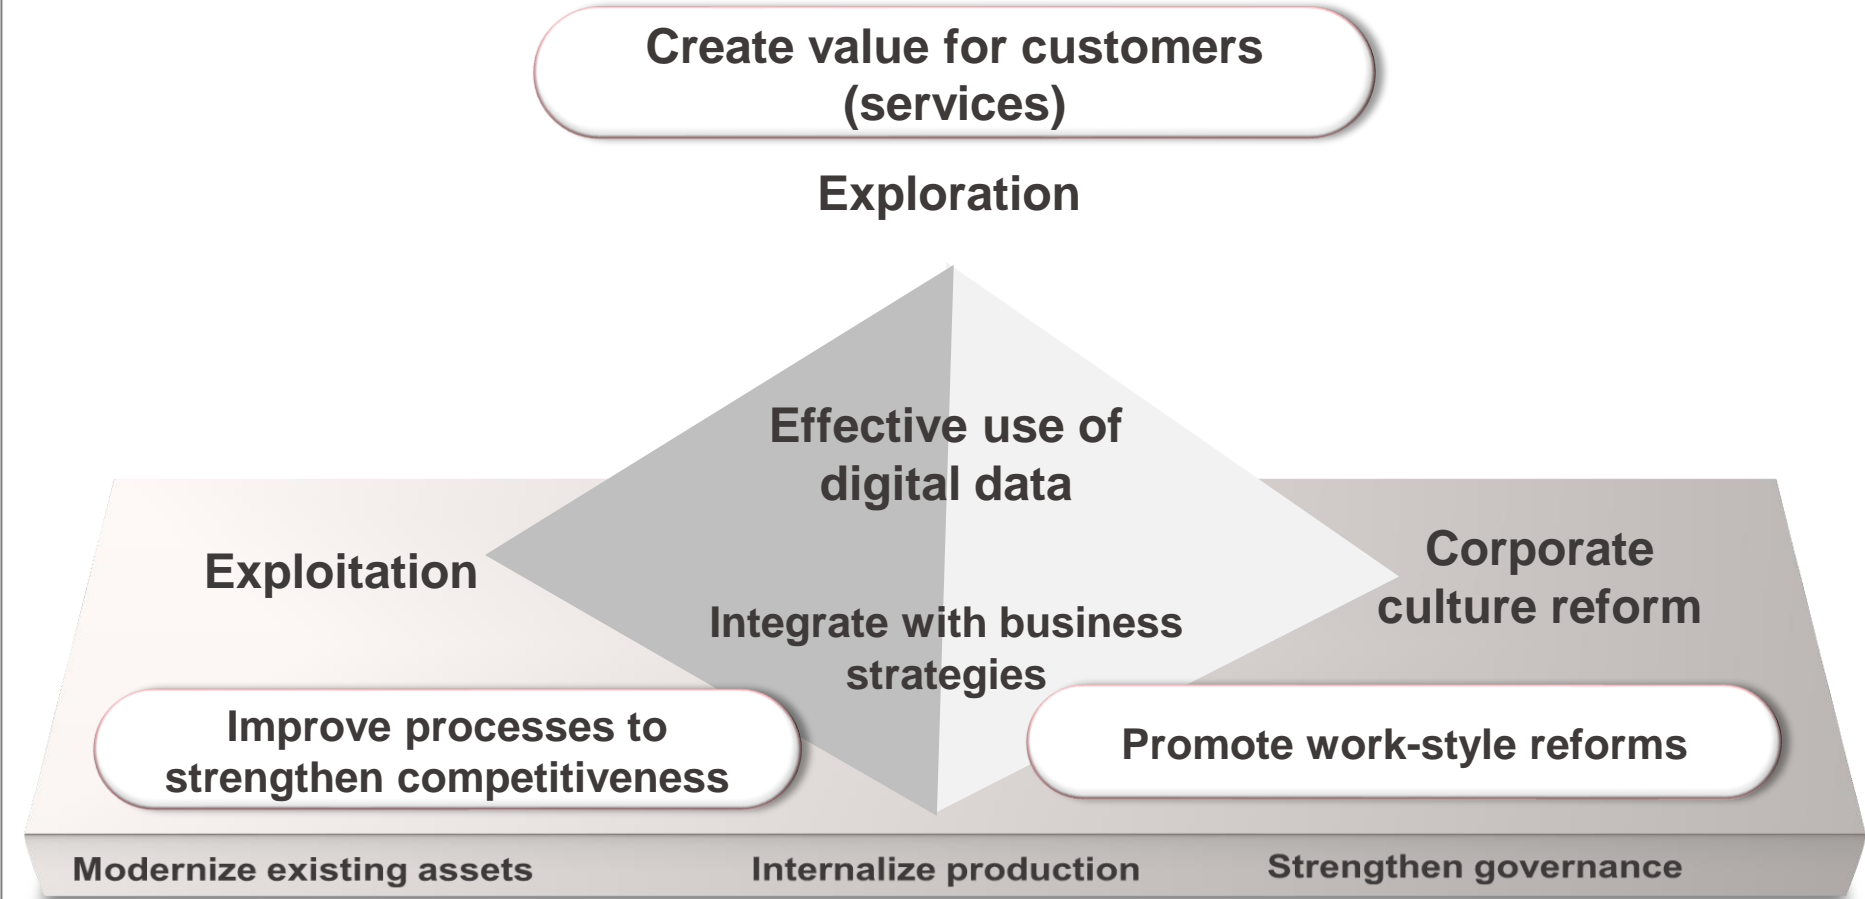 Create value for customers
(services)
Exploration
Effective use of
digital data
Exploitation
Corporate
culture reform
Integrate with business
strategies
Improve processes to
strengthen competitiveness
Promote work-style reforms
Modernize existing assets
Internalize production
Strengthen governance